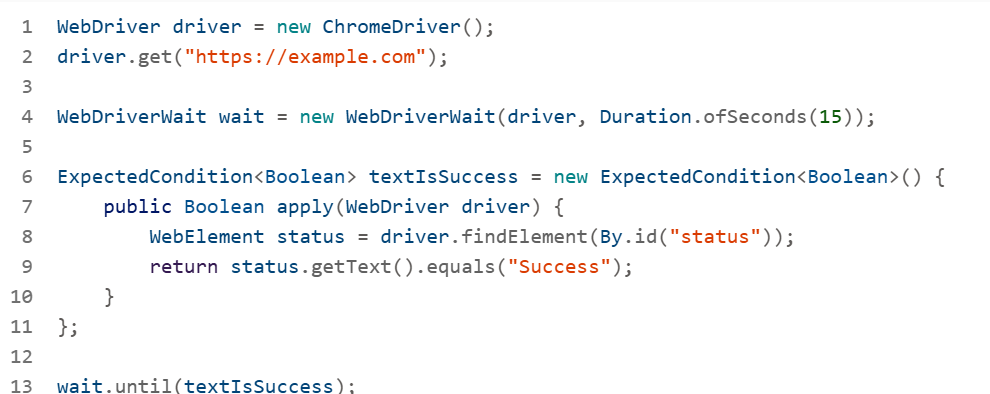 1 WebDriver driver = new ChromeDriver();
2 driver.get("https://example.com");
3
4 WebDriverWait wait = new WebDriverWait(driver, Duration.ofSeconds(15));
5
6 ExpectedCondition<Boolean> textIsSuccess = new ExpectedCondition<Boolean>() {
7     public Boolean apply(WebDriver driver) {
8         WebElement status = driver.findElement(By.id("status"));
9         return status.getText().equals("Success");
10     }
11 };
12
13 wait.until(textIsSuccess);